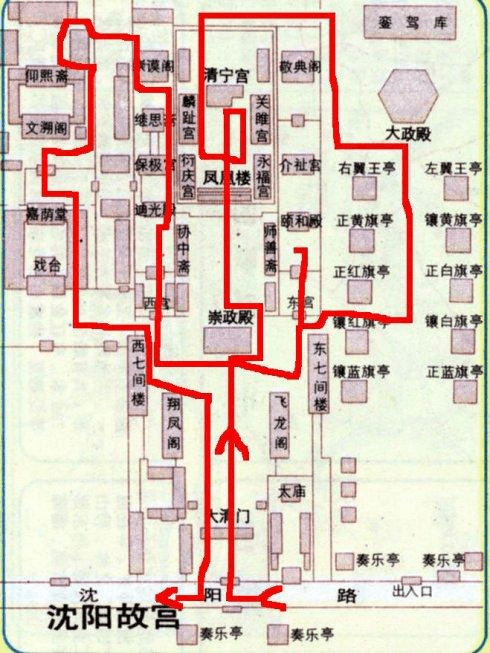 銮驾库
崇谟阁
清宁宫
敬典阁
仰熙斋
大政殿
麟趾宫
关雎宫
继思斋
文溯阁
衍庆宫
永福宫
保极宫
凤凰楼
介祉宫
右翼王亭
左翼王亭
嘉荫堂
迪光殿
颐和殿
正黄旗亭
镶黄旗亭
协中斋
师善斋
戏台
正红旗亭
正白旗亭
西宫
东宫
崇政殿
镶红旗亭
镶白旗亭
西七间楼
东七间楼
镶蓝旗亭
正蓝旗亭
翔凤阁
飞龙阁
太庙
大清门
奏乐亭
奏乐亭
沈阳路
出入口
沈阳故宫
奏乐亭
奏乐亭